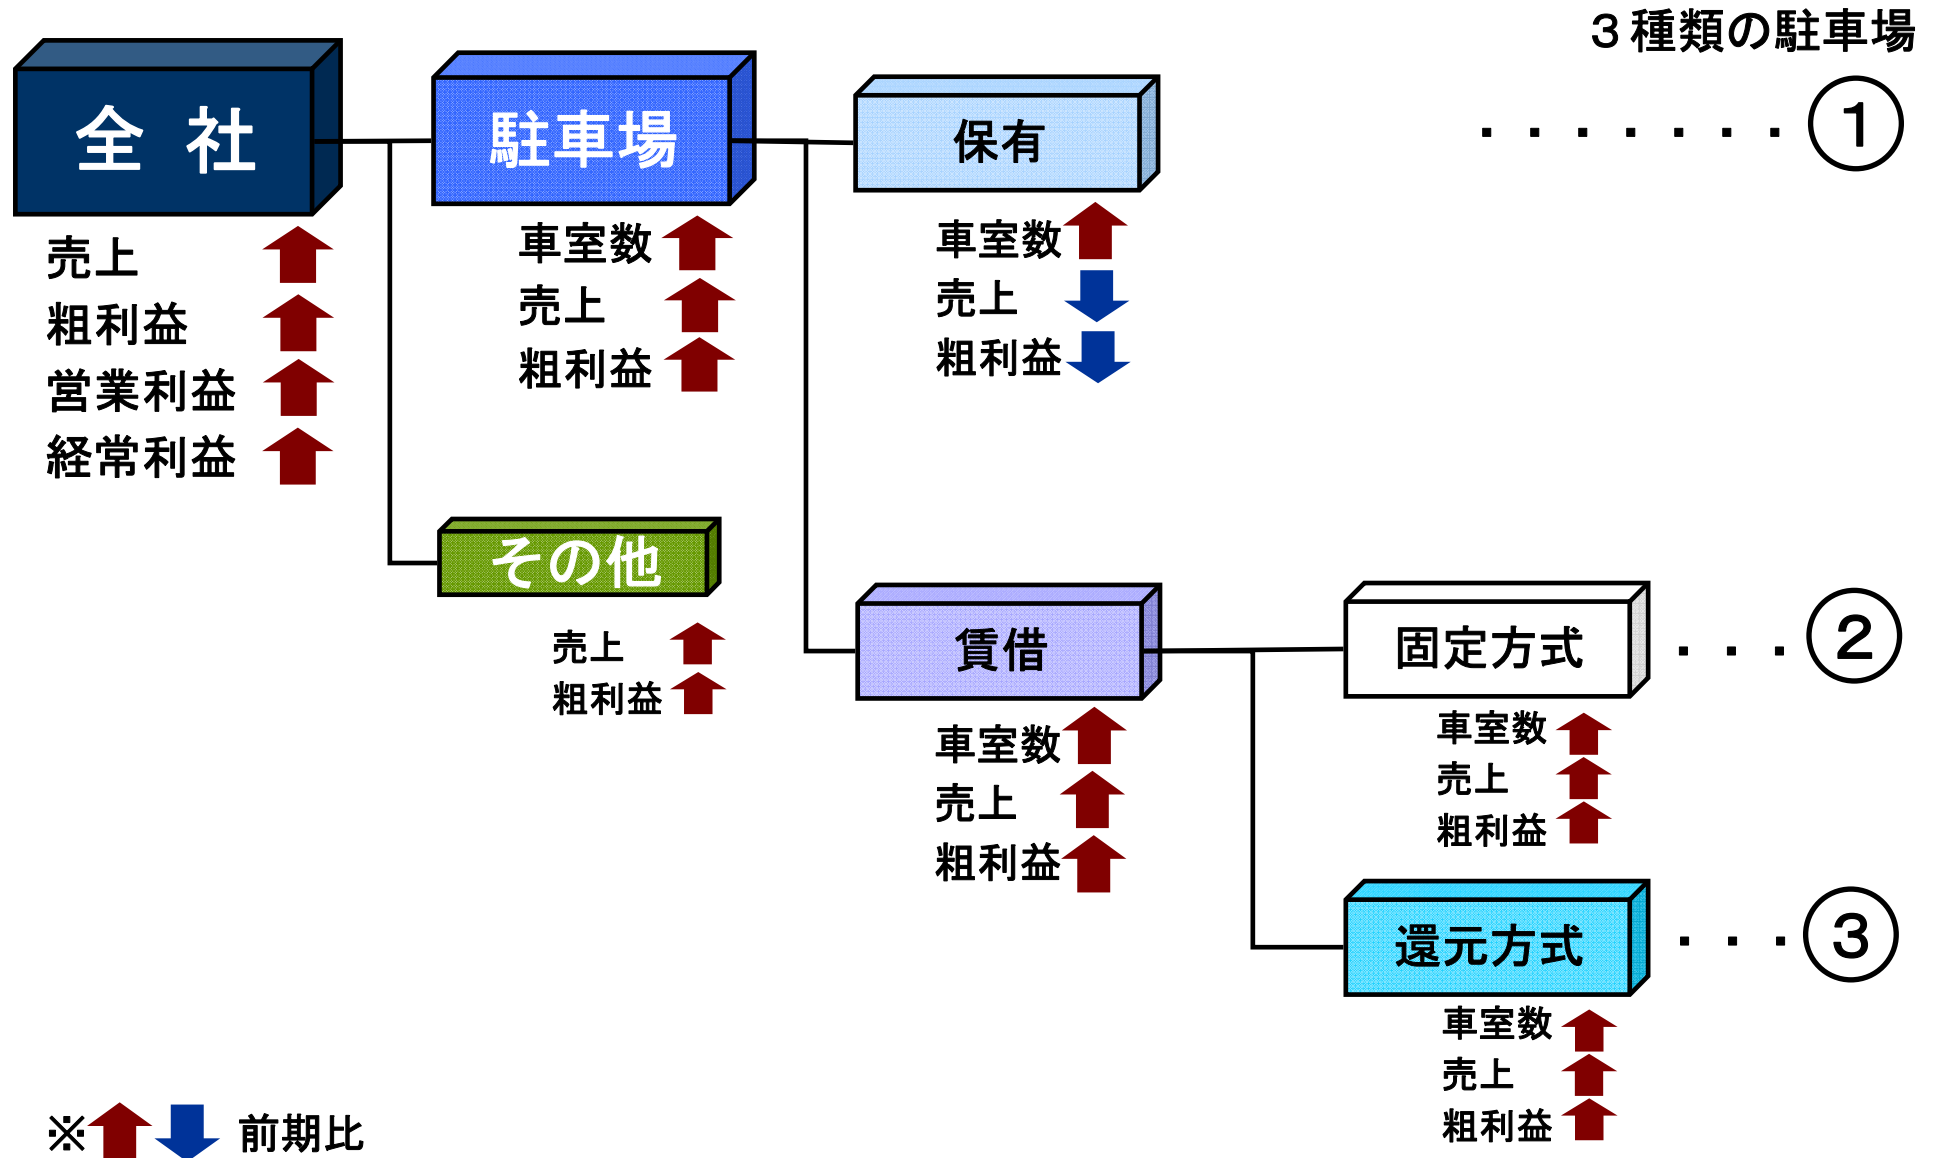 ３種類の駐車場
全 社
売上
粗利益
営業利益
経常利益
駐車場
車室数
売上
粗利益
保有
車室数
売上
粗利益
・・・・・・・①
その他
売上
粗利益
賃借
車室数
売上
粗利益
固定方式
・・・②
車室数
売上
粗利益
還元方式
・・・③
車室数
売上
粗利益
※ 前期比